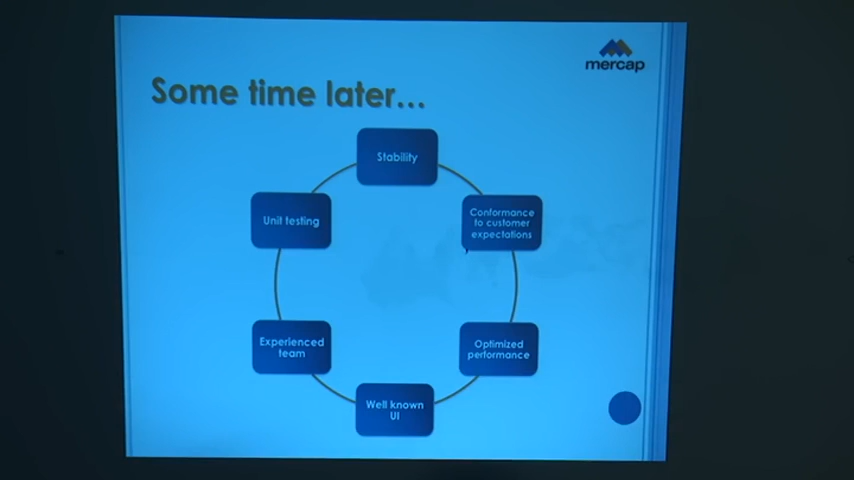 mercap
Some time later...
Stability
Conformance
to customer
expectations
Optimized
performance
Well known
UI
Experienced
team
Unit testing